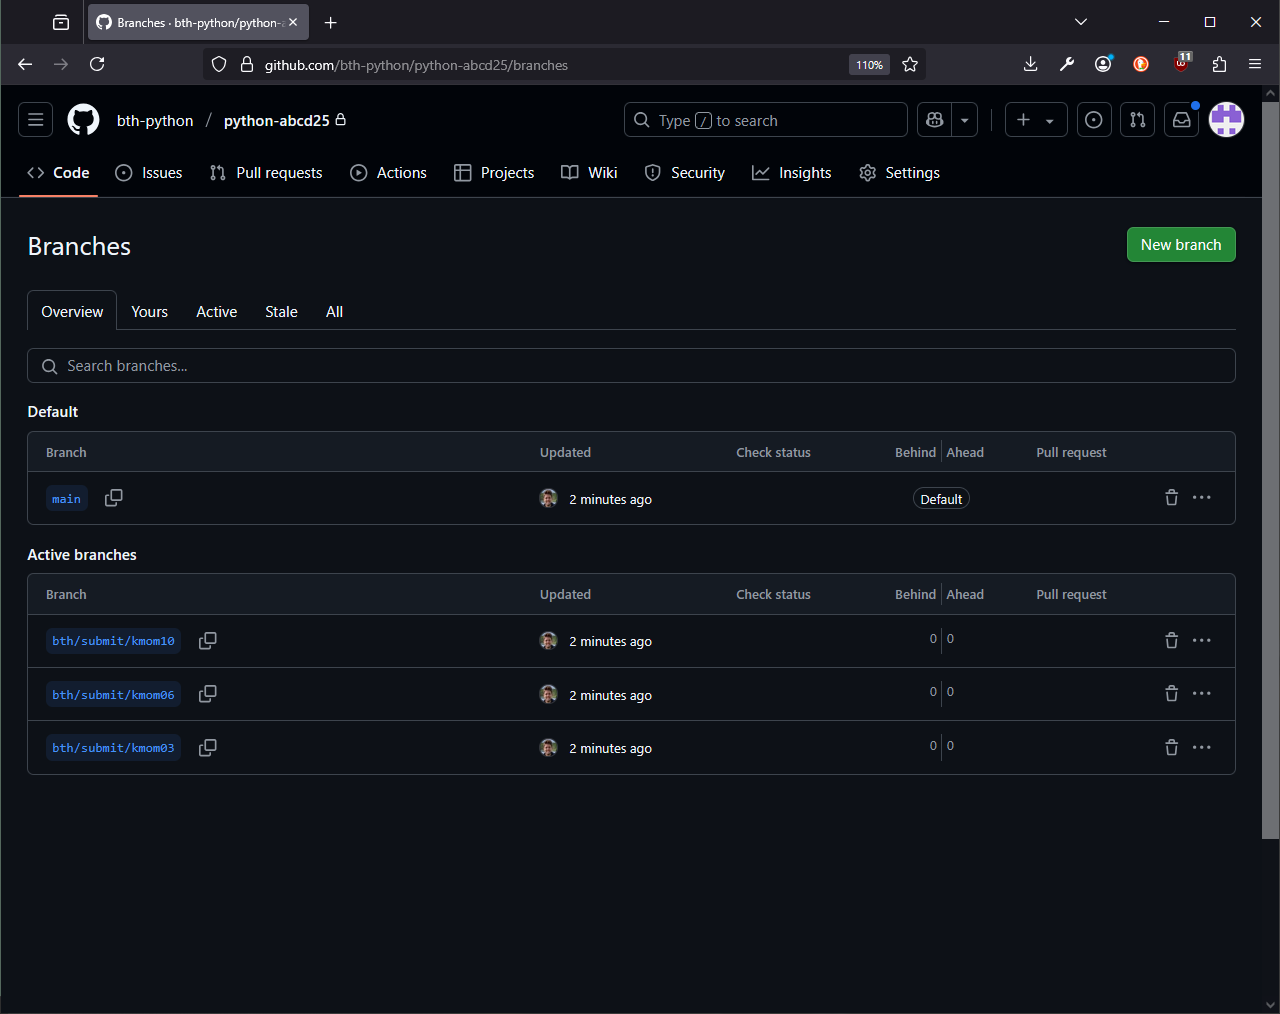 Branches · bth-python/python-a
github.com/bth-python/python-abcd25/branches
110%
11
bth-python / python-abcd25
Type / to search
Code
Issues
Pull requests
Actions
Projects
Wiki
Security
Insights
Settings
Branches
New branch
Overview
Yours
Active
Stale
All
Search branches...
Default
Branch Updated Check status Behind Ahead Pull request
main 2 minutes ago Default
Active branches
Branch Updated Check status Behind Ahead Pull request
bth/submit/kmom10 2 minutes ago 0 0
bth/submit/kmom06 2 minutes ago 0 0
bth/submit/kmom03 2 minutes ago 0 0